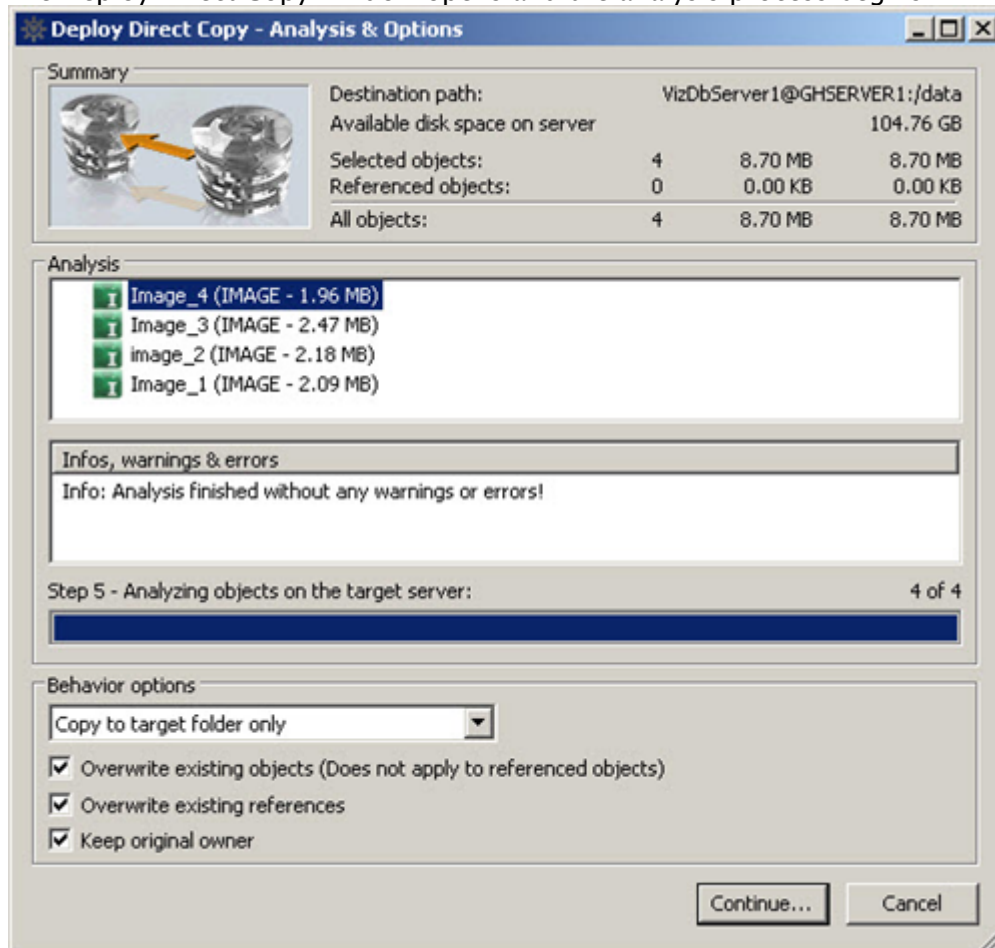 Deploy Direct Copy - Analysis & Options
Summary
Destination path: VizDbServer1@GHSERVER1:/data
Available disk space on server 104.76 GB
Selected objects: 4 8.70 MB 8.70 MB
Referenced objects: 0 0.00 KB 0.00 KB
All objects: 4 8.70 MB 8.70 MB
Analysis
I Image_4 (IMAGE - 1.96 MB)
I Image_3 (IMAGE - 2.47 MB)
I image_2 (IMAGE - 2.18 MB)
I Image_1 (IMAGE - 2.09 MB)
Infos, warnings & errors
Info: Analysis finished without any warnings or errors!
Step 5 - Analyzing objects on the target server: 4 of 4
Behavior options
Copy to target folder only
Overwrite existing objects (Does not apply to referenced objects)
Overwrite existing references
Keep original owner
Continue... Cancel